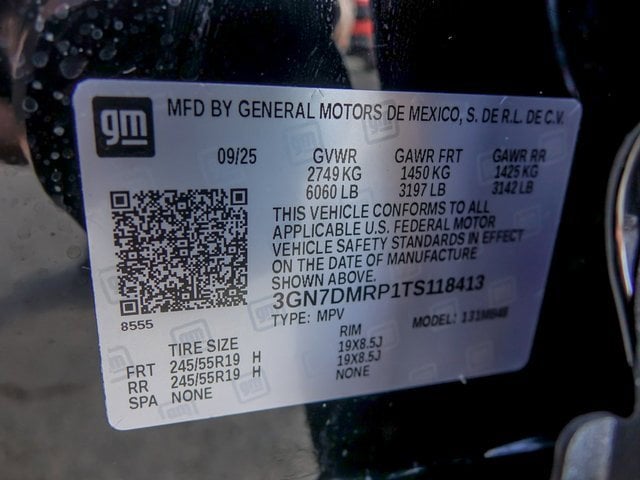 gm
MFD BY GENERAL MOTORS DE MEXICO, S. DE R.L. DE C.V.
09/25 GVWR GAWR FRT GAWR RR
2749 KG 1450 KG 1425 KG
6060 LB 3197 LB 3142 LB
THIS VEHICLE CONFORMS TO ALL
APPLICABLE U.S. FEDERAL MOTOR
VEHICLE SAFETY STANDARDS IN EFFECT
ON THE DATE OF MANUFACTURE
SHOWN ABOVE.
3GN7DMRP1TS118413
8555
TYPE: MPV MODEL:
TIRE SIZE RIM
FRT 245/55R19 H 19X8.5J
RR 245/55R19 H 19X8.5J
SPA NONE NONE